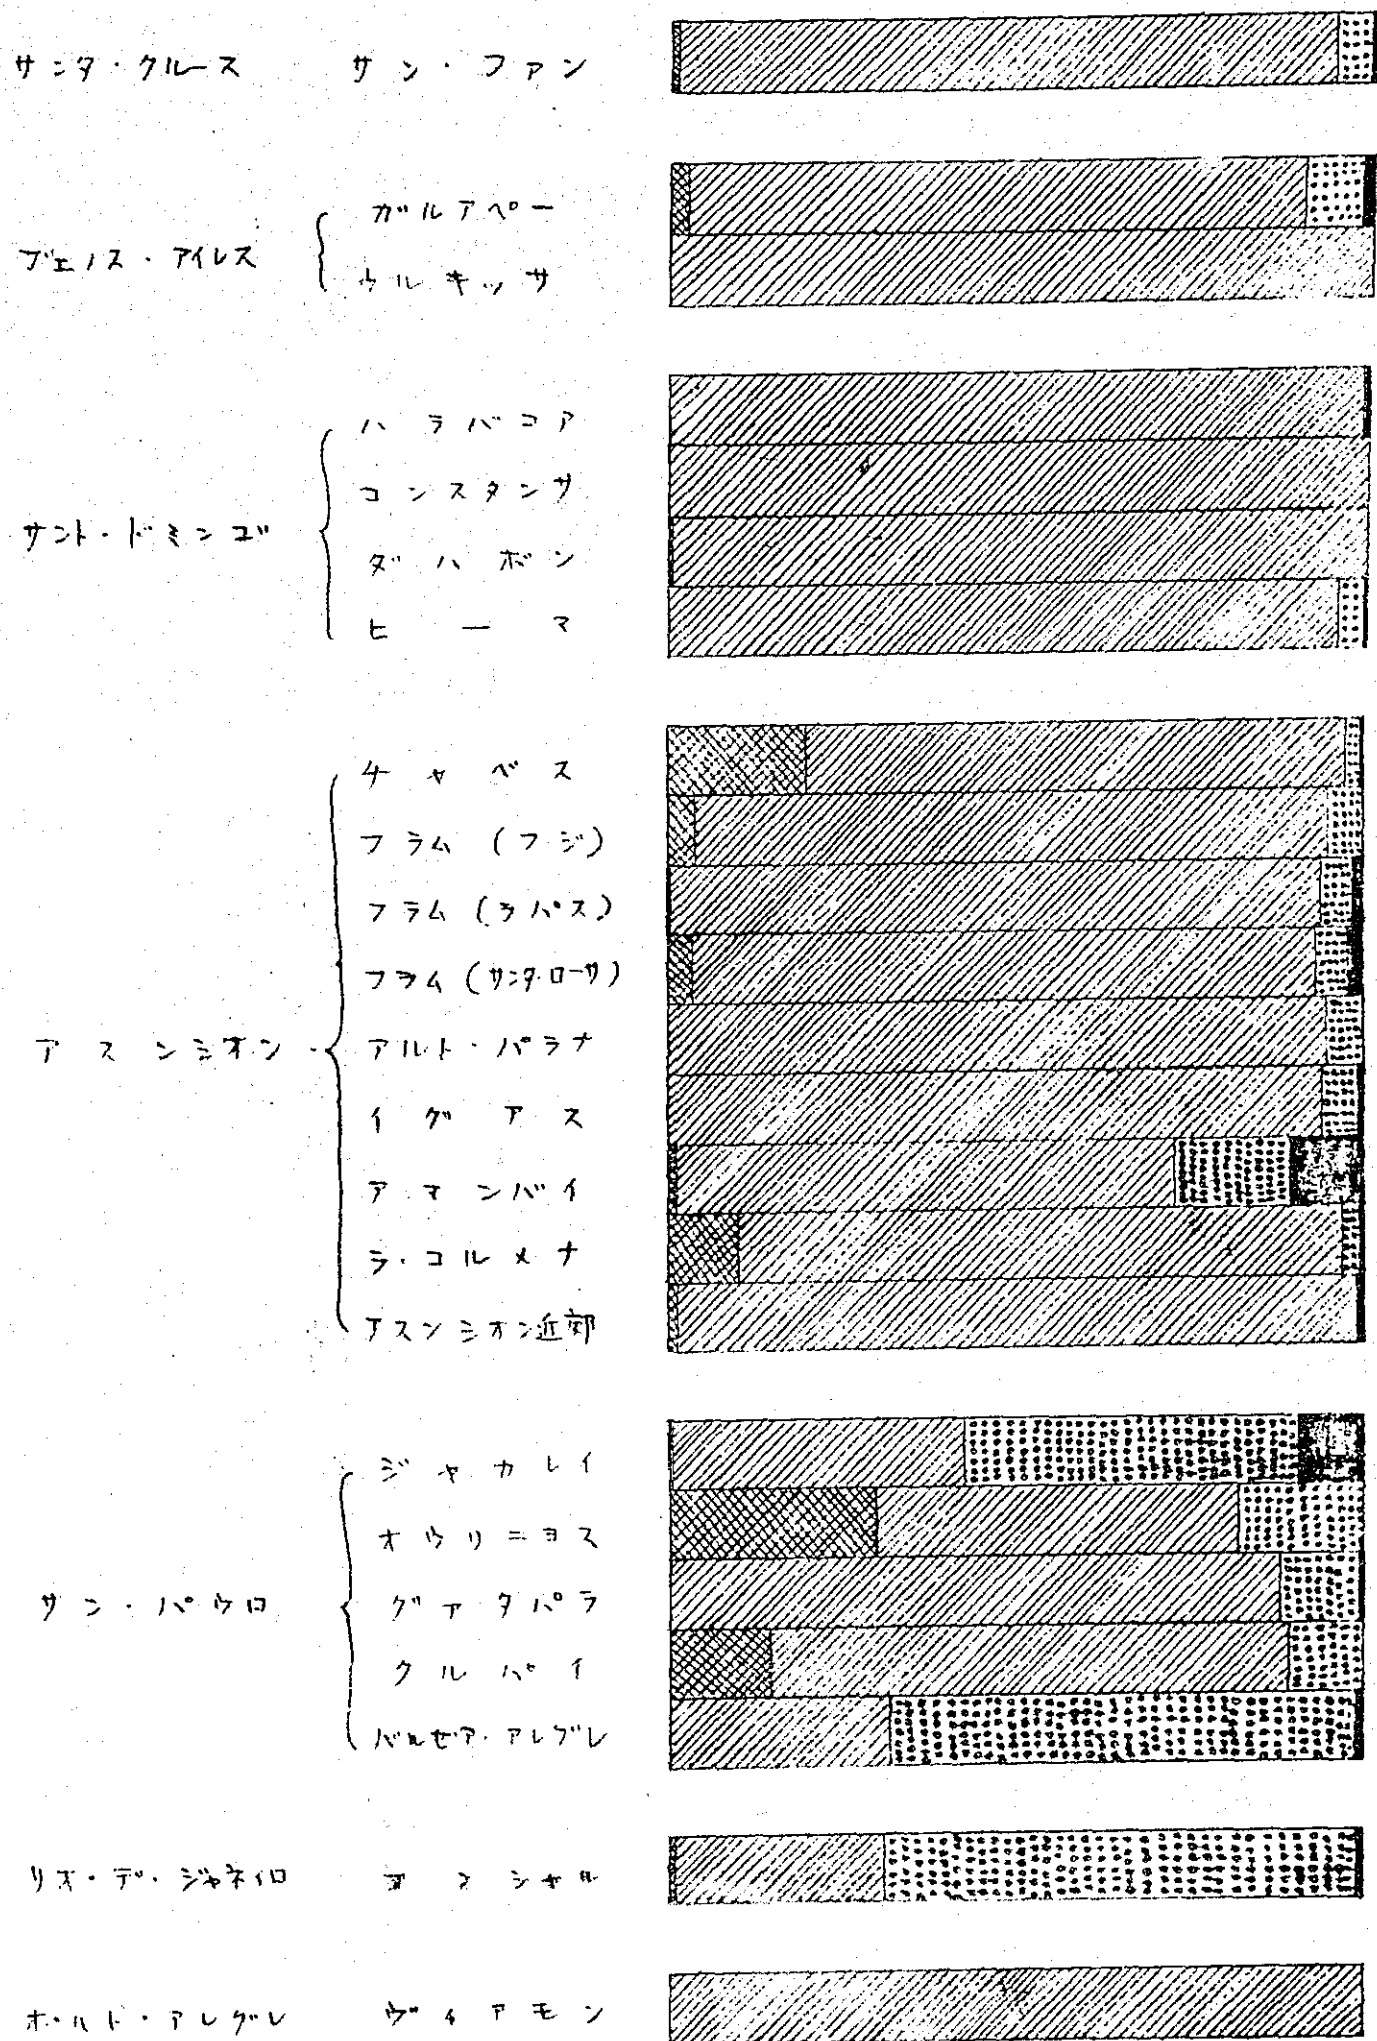 サンタ・クルース サン・ファン
ガルアペー
ブエノス・アイレス
ウルキッサ
ハラバコア
コンスタンサ
サント・ドミンゴ
ダハボン
ヒーマ
チャベス
フラム (フジ)
フラム (ラパス)
フラム (サンタ・ローサ)
アスンシオン アルト・パラナ
イグアス
アマンバイ
ラ・コルメナ
アスンシオン近郊
ジャカレイ
オウリニヨス
サン・パウロ グァタパラ
クルパイ
バルゼア・アレグレ
リオ・デ・ジャネイロ フンシャル
ポルト・アレグレ ヴィアモン